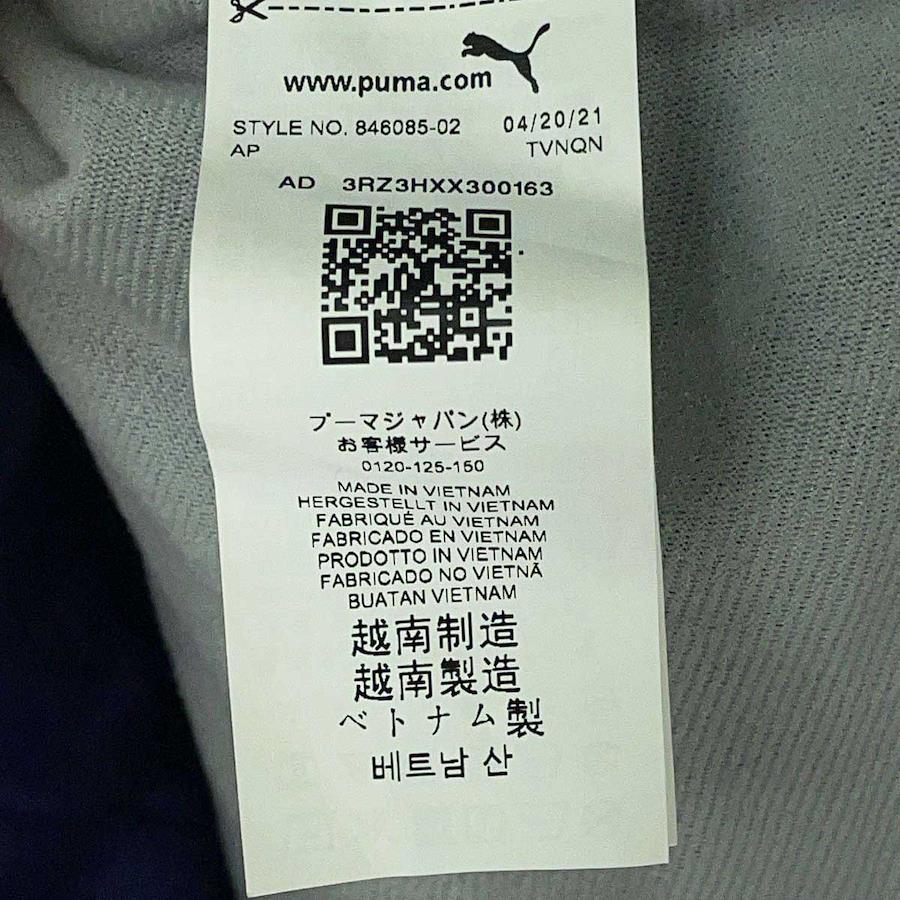 www.puma.com
STYLE NO. 846085-02 04/20/21
AP TVNQN
AD 3RZ3HXX300163
プーマジャパン(株)
お客様サービス
0120-125-150
MADE IN VIETNAM
HERGESTELLT IN VIETNAM
FABRIQUÉ AU VIETNAM
FABRICADO EN VIETNAM
PRODOTTO IN VIETNAM
FABRICADO NO VIETNÃ
BUATAN VIETNAM
越南制造
越南製造
ベトナム製
베트남 산